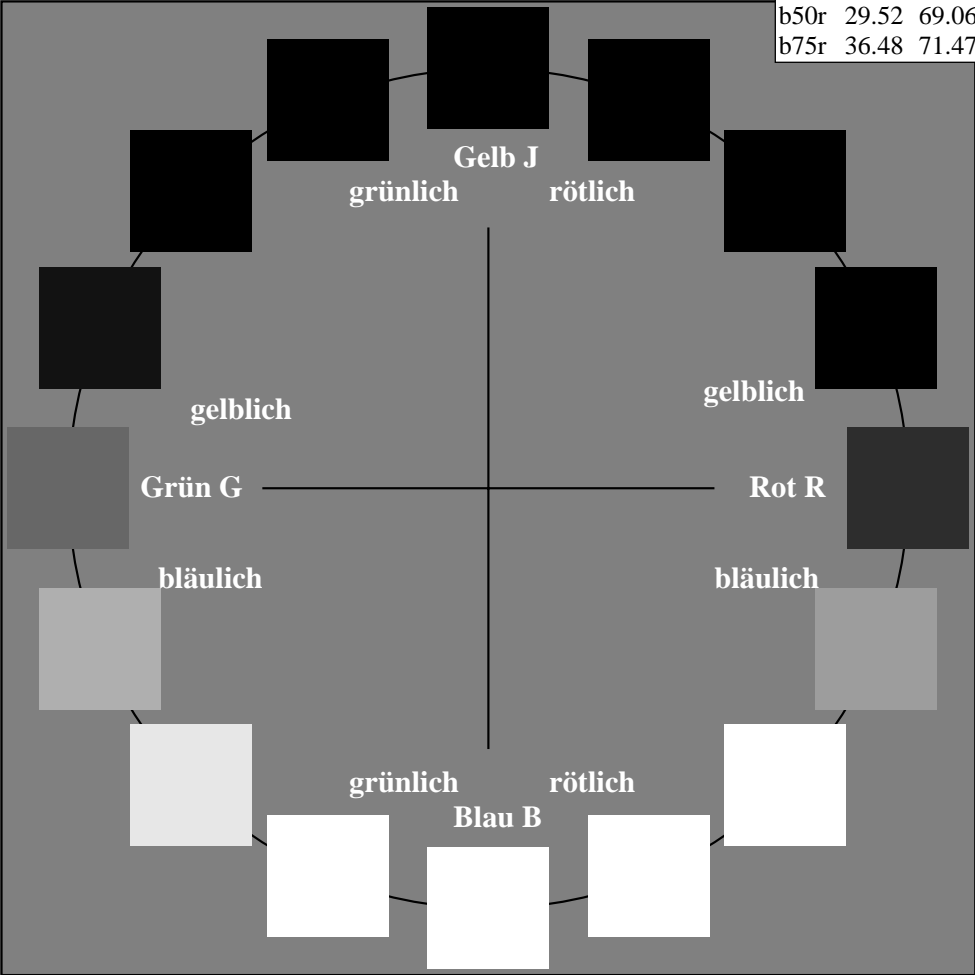 b50r 29.52 69.06
b75r 36.48 71.47
Gelb J
grünlich rötlich
gelblich
gelblich
Grün G
Rot R
bläulich
bläulich
grünlich rötlich
Blau B